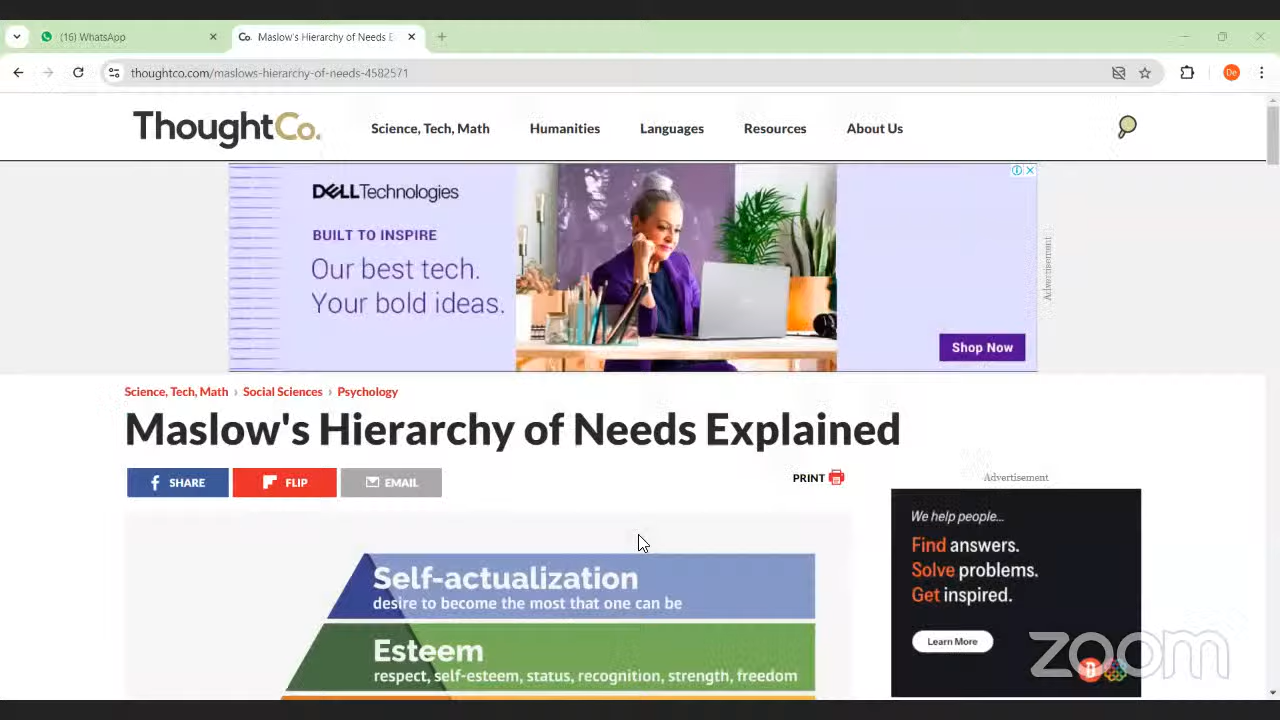 (16) WhatsApp
Co. Maslow's Hierarchy of Needs E
thoughtco.com/maslows-hierarchy-of-needs-4582571
De
ThoughtCo.
Science, Tech, Math
Humanities
Languages
Resources
About Us
DELLTechnologies
BUILT TO INSPIRE
Our best tech.
Your bold ideas.
Shop Now
Advertisement
Science, Tech, Math › Social Sciences › Psychology
Maslow's Hierarchy of Needs Explained
SHARE
FLIP
EMAIL
PRINT
Advertisement
We help people...
Find answers.
Solve problems.
Get inspired.
Learn More
Self-actualization
desire to become the most that one can be
Esteem
respect, self-esteem, status, recognition, strength, freedom
zoom